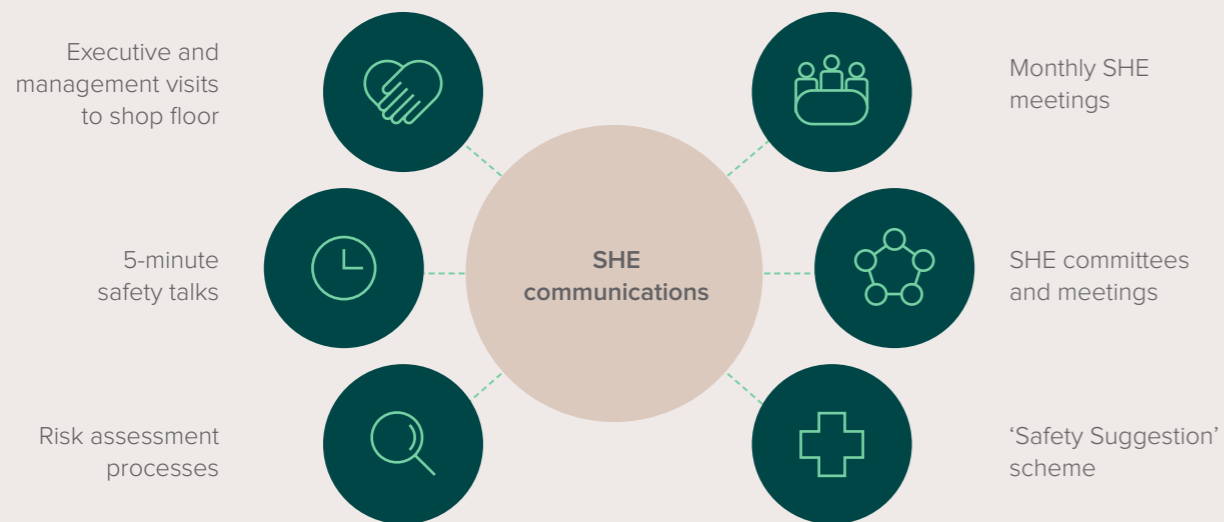 Executive and
management visits
to shop floor
5-minute
safety talks
Risk assessment
processes
SHE
communications
Monthly SHE
meetings
SHE committees
and meetings
‘Safety Suggestion’
scheme